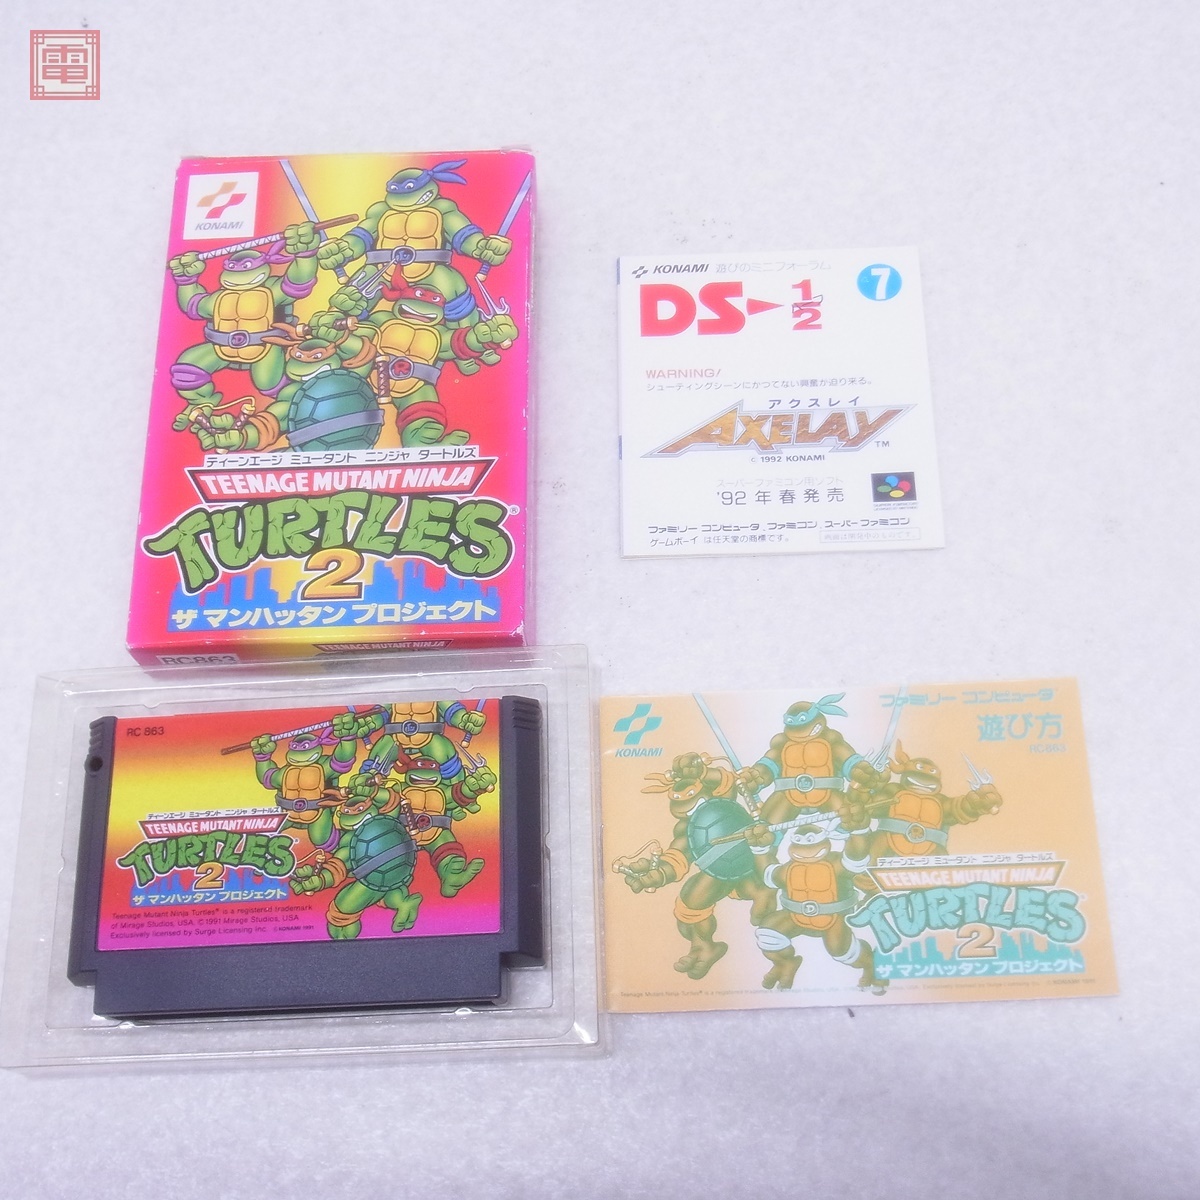 電
KONAMI
ティーンエージ ミュータント ニンジャ タートルズ
TEENAGE MUTANT NINJA
TURTLES®
2
ザ マンハッタン プロジェクト
RC863
TEENAGE MUTANT NINJA
KONAMI 遊びのミニフォーラム
7
DS 1/2
WARNING!
シューティングシーンにかつてない興奮が迫り来る。
アクスレイ
AXELAY™
© 1992 KONAMI
スーパーファミコン用ソフト
'92年春発売
ファミリー コンピュータ、ファミコン、スーパー ファミコン
ゲームボーイ は任天堂の商標です。
画面は開発中のものです。
RC 863
ティーンエージ ミュータント ニンジャ タートルズ
TEENAGE MUTANT NINJA
TURTLES®
2
ザ マンハッタン プロジェクト
Teenage Mutant Ninja Turtles® is a registered trademark
of Mirage Studios, USA. ©1991 Mirage Studios, USA
Exclusively licensed by Surge Licensing Inc. ©KONAMI 1991
KONAMI
ファミリー コンピュータ
遊び方
RC863
ティーンエージ ミュータント ニンジャ タートルズ
TEENAGE MUTANT NINJA
TURTLES®
2
ザ マンハッタン プロジェクト